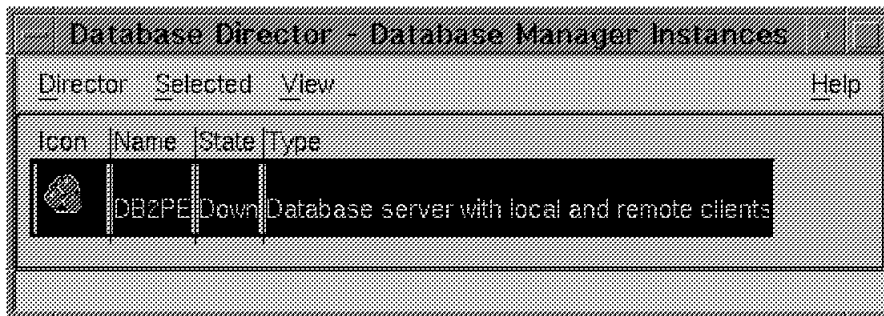 Database Director - Database Manager Instances
Director Selected View Help
Icon Name State Type
DB2PE Down Database server with local and remote clients